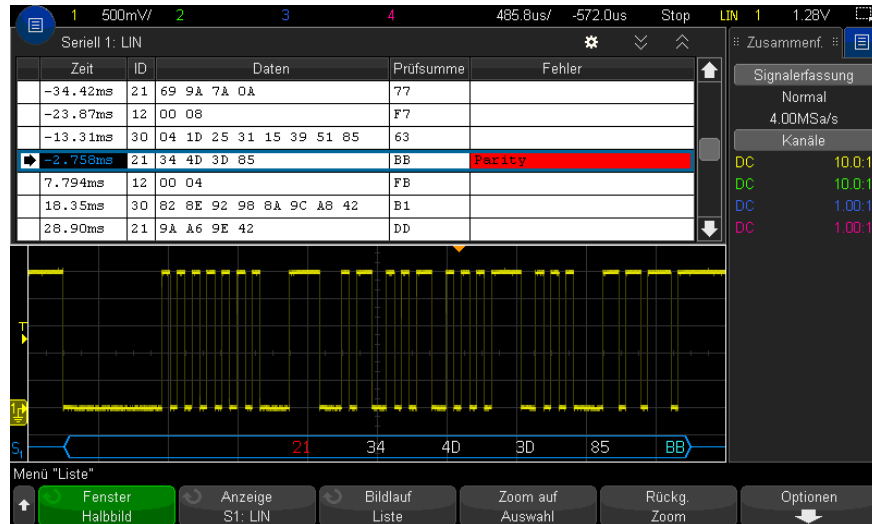 1 500mV/ 2 3 4 485.8us/ -572.0us Stop LIN 1 1.28V
Seriell 1: LIN
Zusammenf.
Zeit ID Daten Prüfsumme Fehler
-34.42ms 21 69 9A 7A 0A 77
-23.87ms 12 00 08 F7
-13.31ms 30 04 1D 25 31 15 39 51 85 63
-2.758ms 21 34 4D 3D 85 BB Parity
7.794ms 12 00 04 FB
18.35ms 30 82 8E 92 98 8A 9C A8 42 B1
28.90ms 21 9A A6 9E 42 DD
Signalerfassung
Normal
4.00MSa/s
Kanäle
DC 10.0:1
DC 10.0:1
DC 1.00:1
DC 1.00:1
T
1
S1 21 34 4D 3D 85 BB
Menü "Liste"
Fenster
Halbbild
Anzeige
S1: LIN
Bildlauf
Liste
Zoom auf
Auswahl
Rückg.
Zoom
Optionen